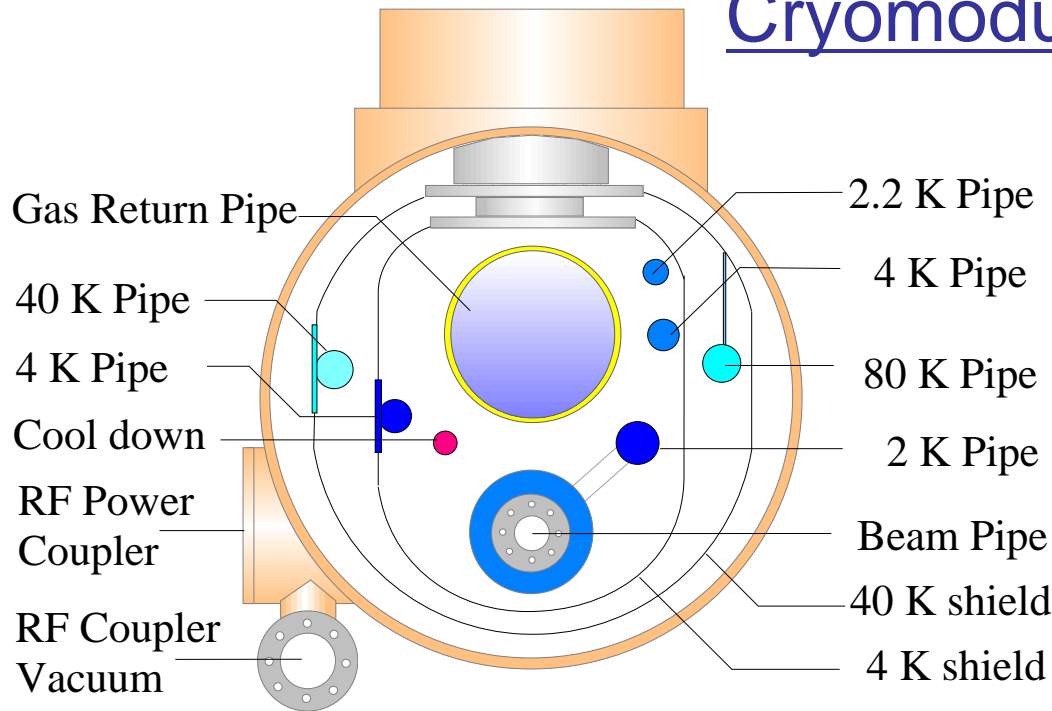 Gas Return Pipe
40 K Pipe
4 K Pipe
Cool down
RF Power
Coupler
RF Coupler
Vacuum
2.2 K Pipe
4 K Pipe
80 K Pipe
2 K Pipe
Beam Pipe
40 K shield
4 K shield